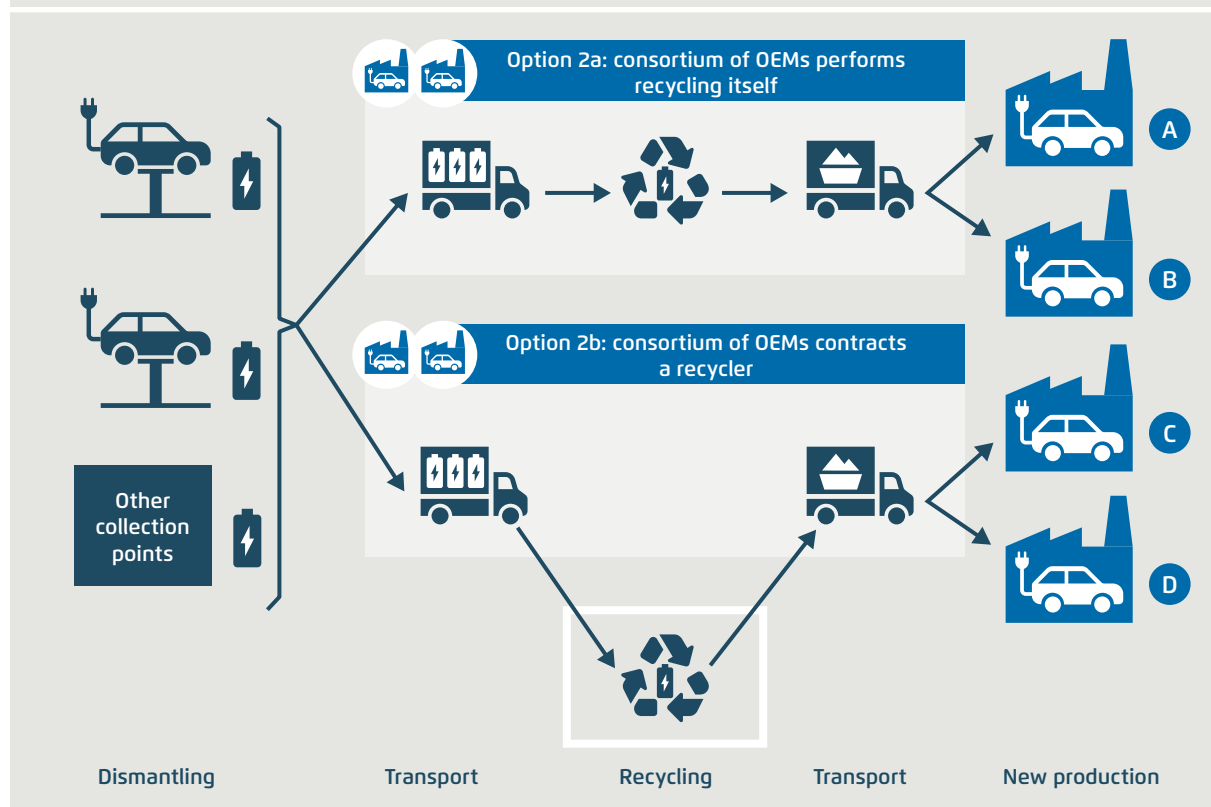 Option 2a: consortium of OEMs performs
recycling itself
A
B
Option 2b: consortium of OEMs contracts
a recycler
C
Other
collection
points
D
Dismantling
Transport
Recycling
Transport
New production